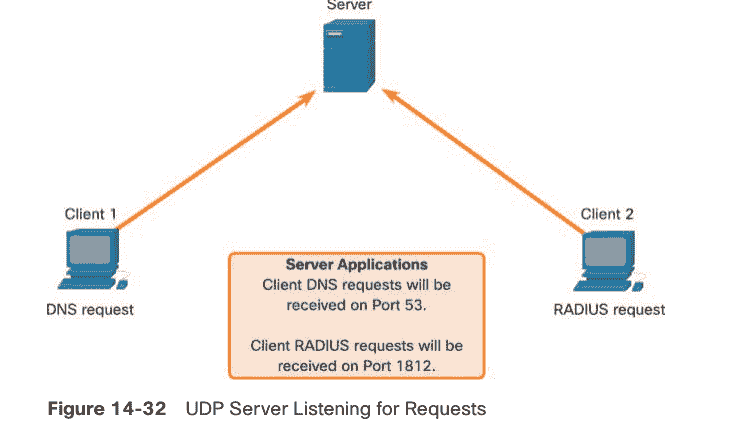 Server
Client 1
Client 2
DNS request
RADIUS request
Server Applications
Client DNS requests will be
received on Port 53.
Client RADIUS requests will be
received on Port 1812.
Figure 14-32 UDP Server Listening for Requests